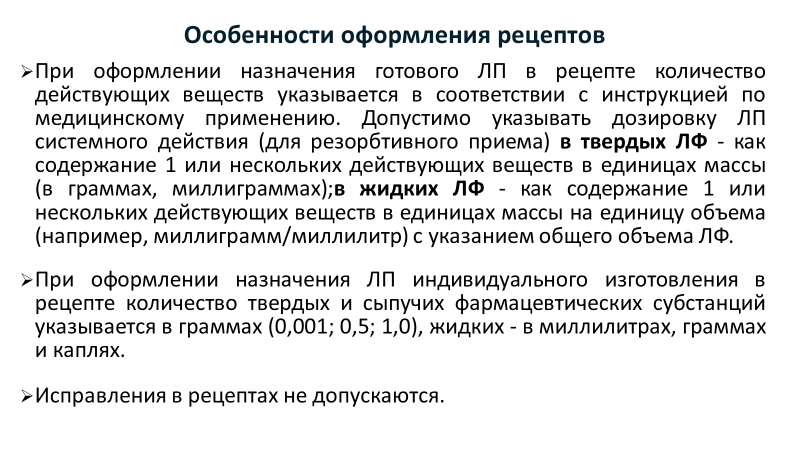 Особенности оформления рецептов
➢При оформлении назначения готового ЛП в рецепте количество
действующих веществ указывается в соответствии с инструкцией по
медицинскому применению. Допустимо указывать дозировку ЛП
системного действия (для резорбтивного приема) в твердых ЛФ - как
содержание 1 или нескольких действующих веществ в единицах массы
(в граммах, миллиграммах);в жидких ЛФ - как содержание 1 или
нескольких действующих веществ в единицах массы на единицу объема
(например, миллиграмм/миллилитр) с указанием общего объема ЛФ.
➢При оформлении назначения ЛП индивидуального изготовления в
рецепте количество твердых и сыпучих фармацевтических субстанций
указывается в граммах (0,001; 0,5; 1,0), жидких - в миллилитрах, граммах
и каплях.
➢Исправления в рецептах не допускаются.